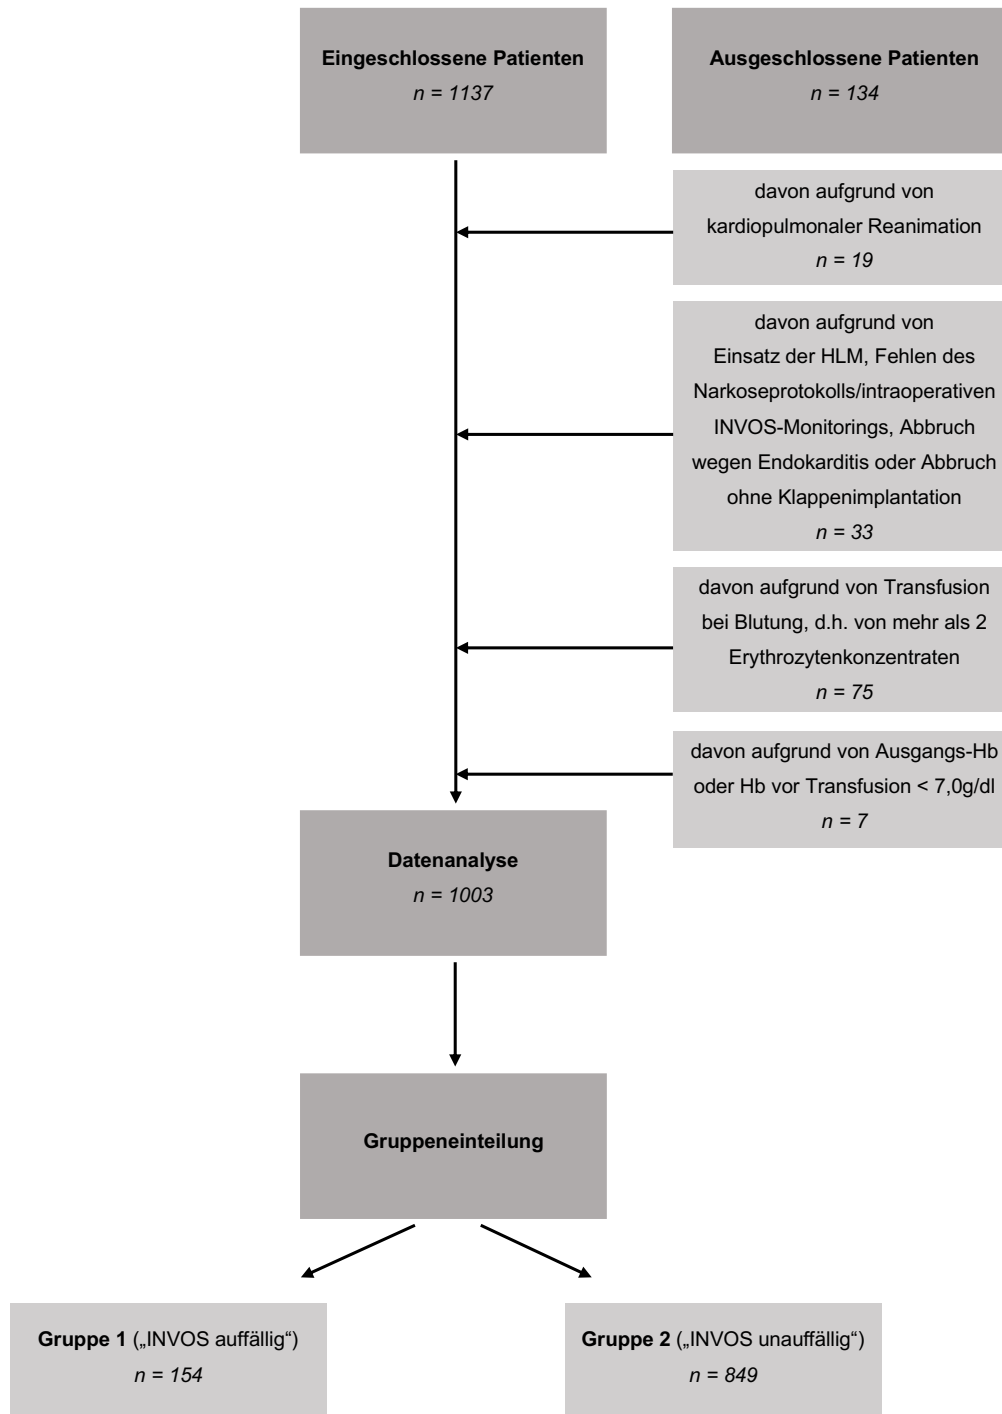 Eingeschlossene Patienten
n = 1137
Ausgeschlossene Patienten
n = 134
davon aufgrund von
kardiopulmonaler Reanimation
n = 19
davon aufgrund von
Einsatz der HLM, Fehlen des
Narkoseprotokolls/intraoperativen
INVOS-Monitorings, Abbruch
wegen Endokarditis oder Abbruch
ohne Klappenimplantation
n = 33
davon aufgrund von Transfusion
bei Blutung, d.h. von mehr als 2
Erythrozytenkonzentraten
n = 75
davon aufgrund von Ausgangs-Hb
oder Hb vor Transfusion < 7,0g/dl
n = 7
Datenanalyse
n = 1003
Gruppeneinteilung
Gruppe 1 („INVOS auffällig“)
n = 154
Gruppe 2 („INVOS unauffällig“)
n = 849